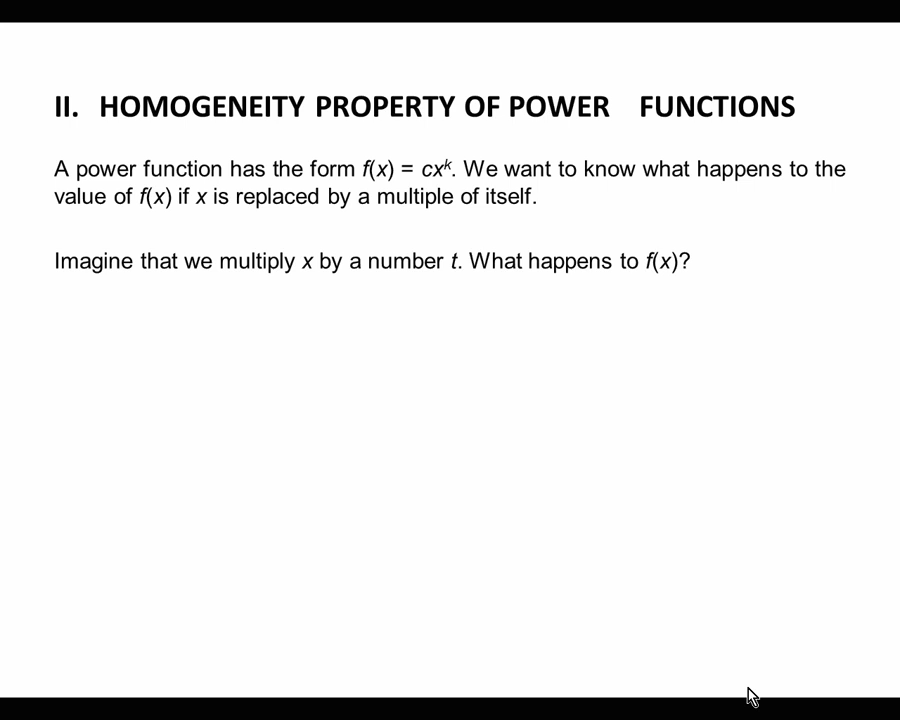 II. HOMOGENEITY PROPERTY OF POWER FUNCTIONS
A power function has the form f(x) = cxᵏ. We want to know what happens to the
value of f(x) if x is replaced by a multiple of itself.
Imagine that we multiply x by a number t. What happens to f(x)?